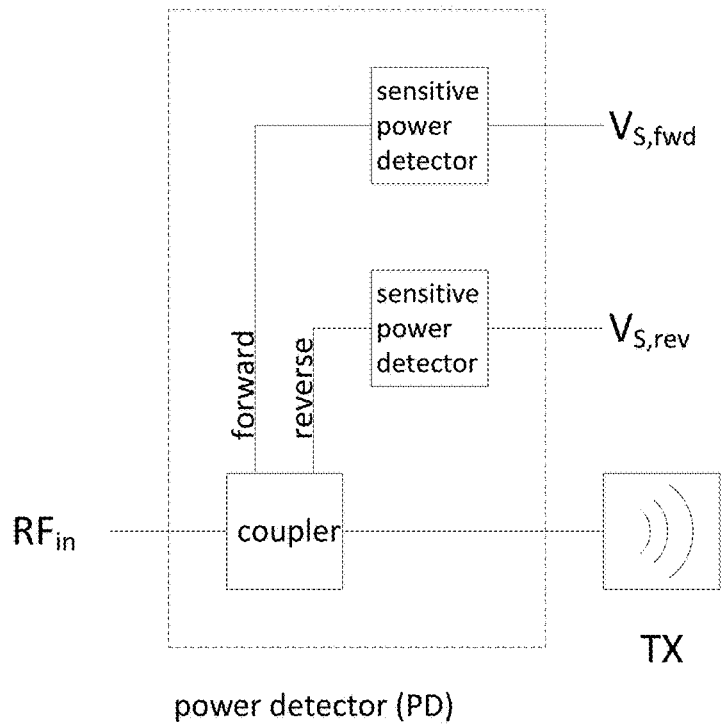 sensitive
power
detector
V_S,fwd
sensitive
power
detector
V_S,rev
forward
reverse
RF_in
coupler
TX
power detector (PD)